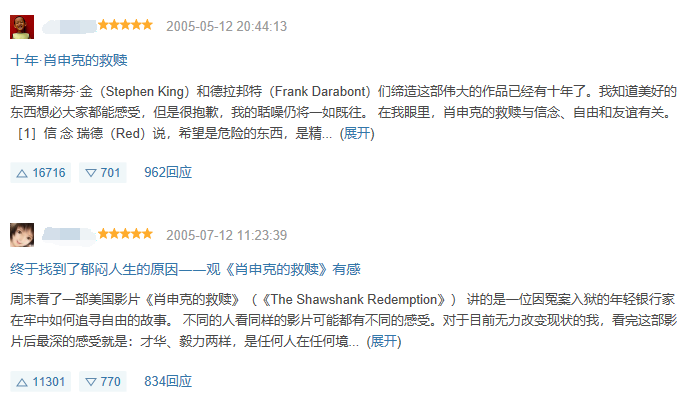 2005-05-12 20:44:13
十年·肖申克的救赎
距离斯蒂芬·金（Stephen King）和德拉邦特（Frank Darabont）们缔造这部伟大的作品已经有十年了。我知道美好的
东西想必大家都能感受，但是很抱歉，我的聒噪仍将一如既往。 在我眼里，肖申克的救赎与信念、自由和友谊有关。
［1］信 念 瑞德（Red）说，希望是危险的东西，是精... (展开)
16716 701 962回应
2005-07-12 11:23:39
终于找到了郁闷人生的原因——观《肖申克的救赎》有感
周末看了一部美国影片《肖申克的救赎》（《The Shawshank Redemption》） 讲的是一位因冤案入狱的年轻银行家
在牢中如何追寻自由的故事。 不同的人看同样的影片可能都有不同的感受。对于目前无力改变现状的我，看完这部影
片后最深的感受就是：才华、毅力两样，是任何人在任何境... (展开)
11301 770 834回应